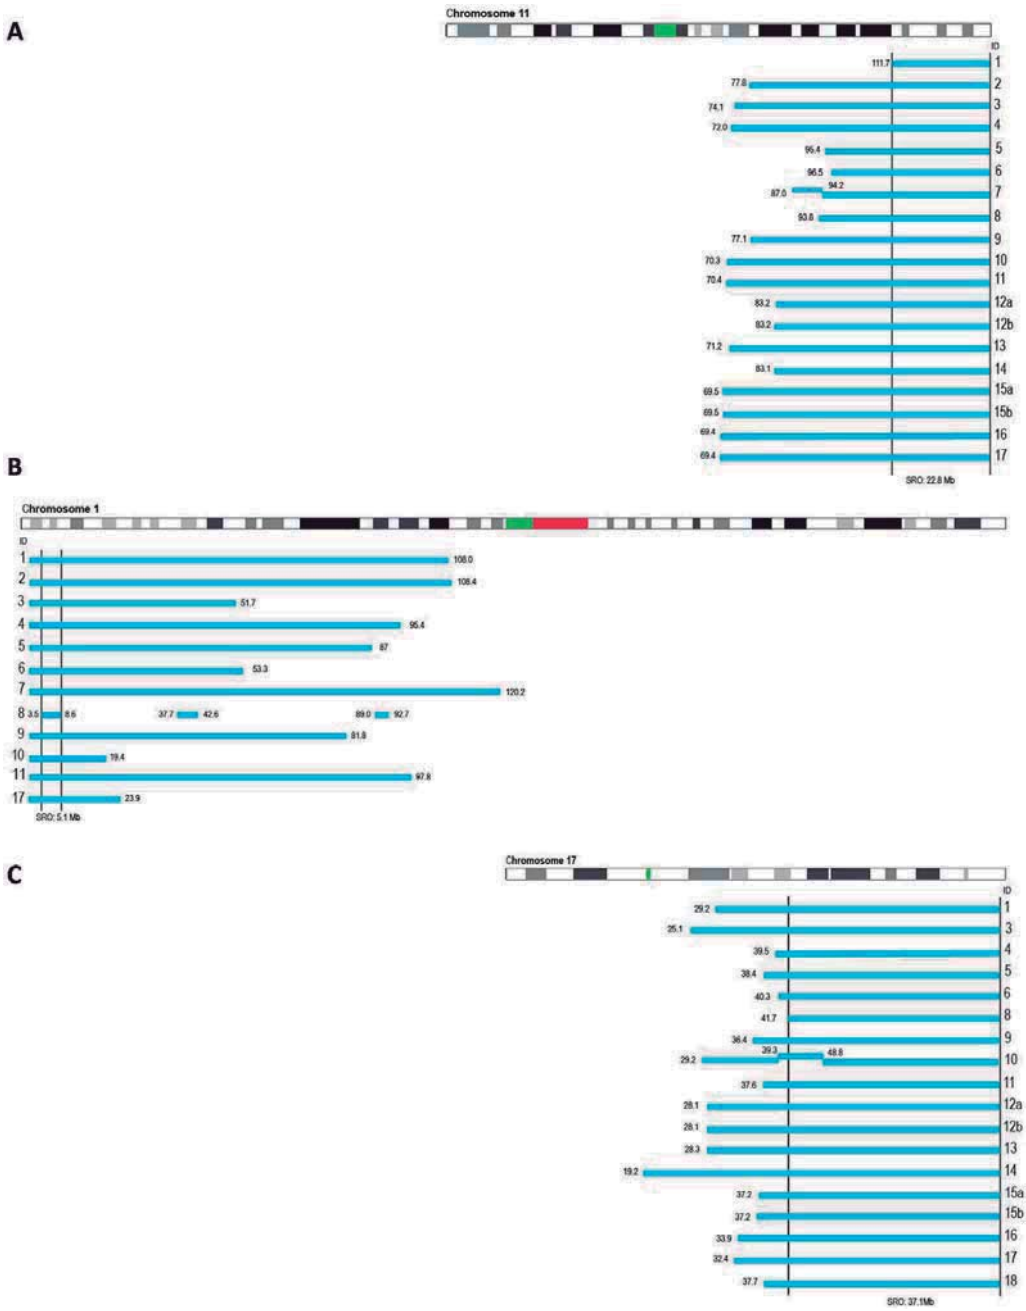 A
Chromosome 11
ID
111.7 1
77.8 2
74.1 3
72.0 4
95.4 5
96.5 6
87.0 94.2 7
93.8 8
77.1 9
70.3 10
70.4 11
83.2 12a
83.2 12b
71.2 13
83.1 14
69.5 15a
69.5 15b
69.4 16
69.4 17
SRO: 22.8 Mb
B
Chromosome 1
ID
1 108.0
2 108.4
3 51.7
4 95.4
5 87
6 53.3
7 120.2
8 3.5 8.6 37.7 42.6 89.0 92.7
9 81.8
10 19.4
11 97.8
17 23.9
SRO: 5.1 Mb
C
Chromosome 17
ID
29.2 1
25.1 3
39.5 4
38.4 5
40.3 6
41.7 8
36.4 9
29.2 39.3 48.8 10
37.6 11
28.1 12a
28.1 12b
28.3 13
19.2 14
37.2 15a
37.2 15b
33.9 16
32.4 17
37.7 18
SRO: 37.1Mb